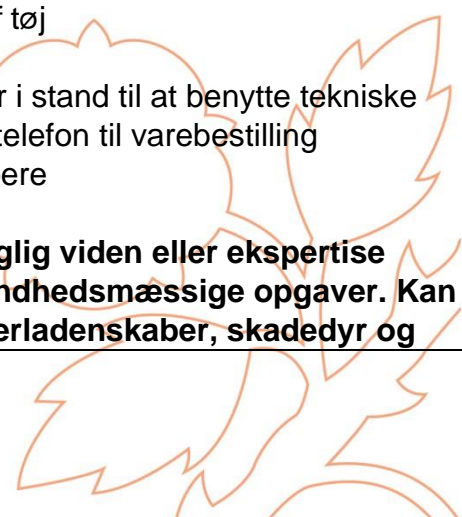 f tøj
r i stand til at benytte tekniske
telefon til varebestilling
ere
glig viden eller ekspertise
ndhedsmæssige opgaver. Kan
erladenskaber, skadedyr og